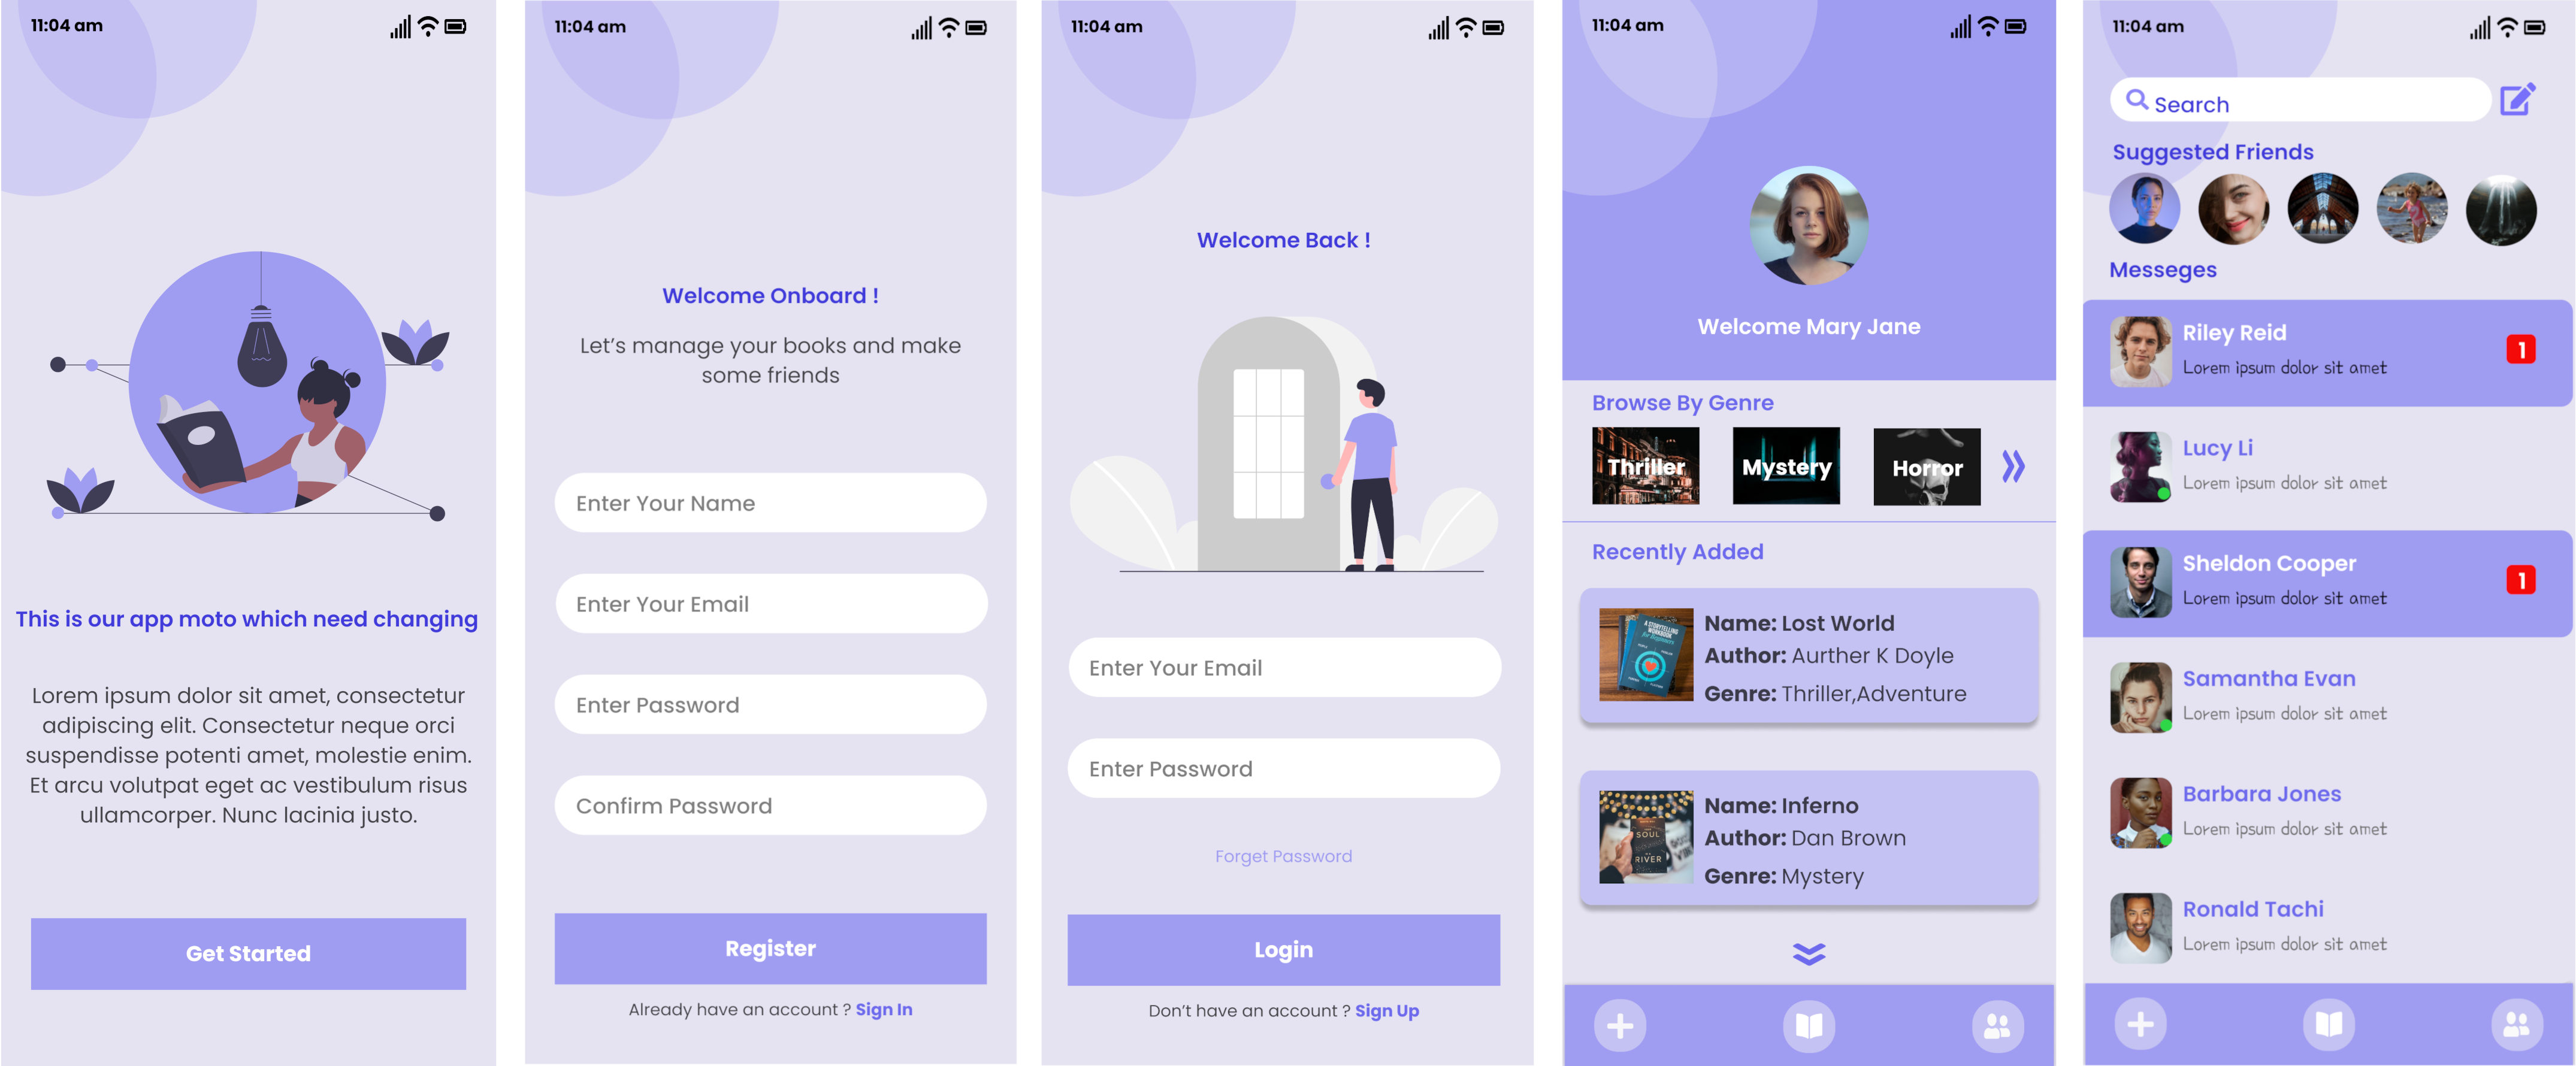 11:04 am
This is our app moto which need changing
Lorem ipsum dolor sit amet, consectetur
adipiscing elit. Consectetur neque orci
suspendisse potenti amet, molestie enim.
Et arcu volutpat eget ac vestibulum risus
ullamcorper. Nunc lacinia justo.
Get Started
11:04 am
Welcome Onboard !
Let's manage your books and make
some friends
Enter Your Name
Enter Your Email
Enter Password
Confirm Password
Register
Already have an account ? Sign In
11:04 am
Welcome Back !
Enter Your Email
Enter Password
Forget Password
Login
Don't have an account ? Sign Up
11:04 am
Welcome Mary Jane
Browse By Genre
Thriller
Mystery
Horror
Recently Added
A STORYTELLING
WORKBOOK
for Beginners
Name: Lost World
Author: Aurther K Doyle
Genre: Thriller,Adventure
SOUL
RIVER
Name: Inferno
Author: Dan Brown
Genre: Mystery
11:04 am
Search
Suggested Friends
Messeges
Riley Reid
Lorem ipsum dolor sit amet
1
Lucy Li
Lorem ipsum dolor sit amet
Sheldon Cooper
Lorem ipsum dolor sit amet
1
Samantha Evan
Lorem ipsum dolor sit amet
Barbara Jones
Lorem ipsum dolor sit amet
Ronald Tachi
Lorem ipsum dolor sit amet